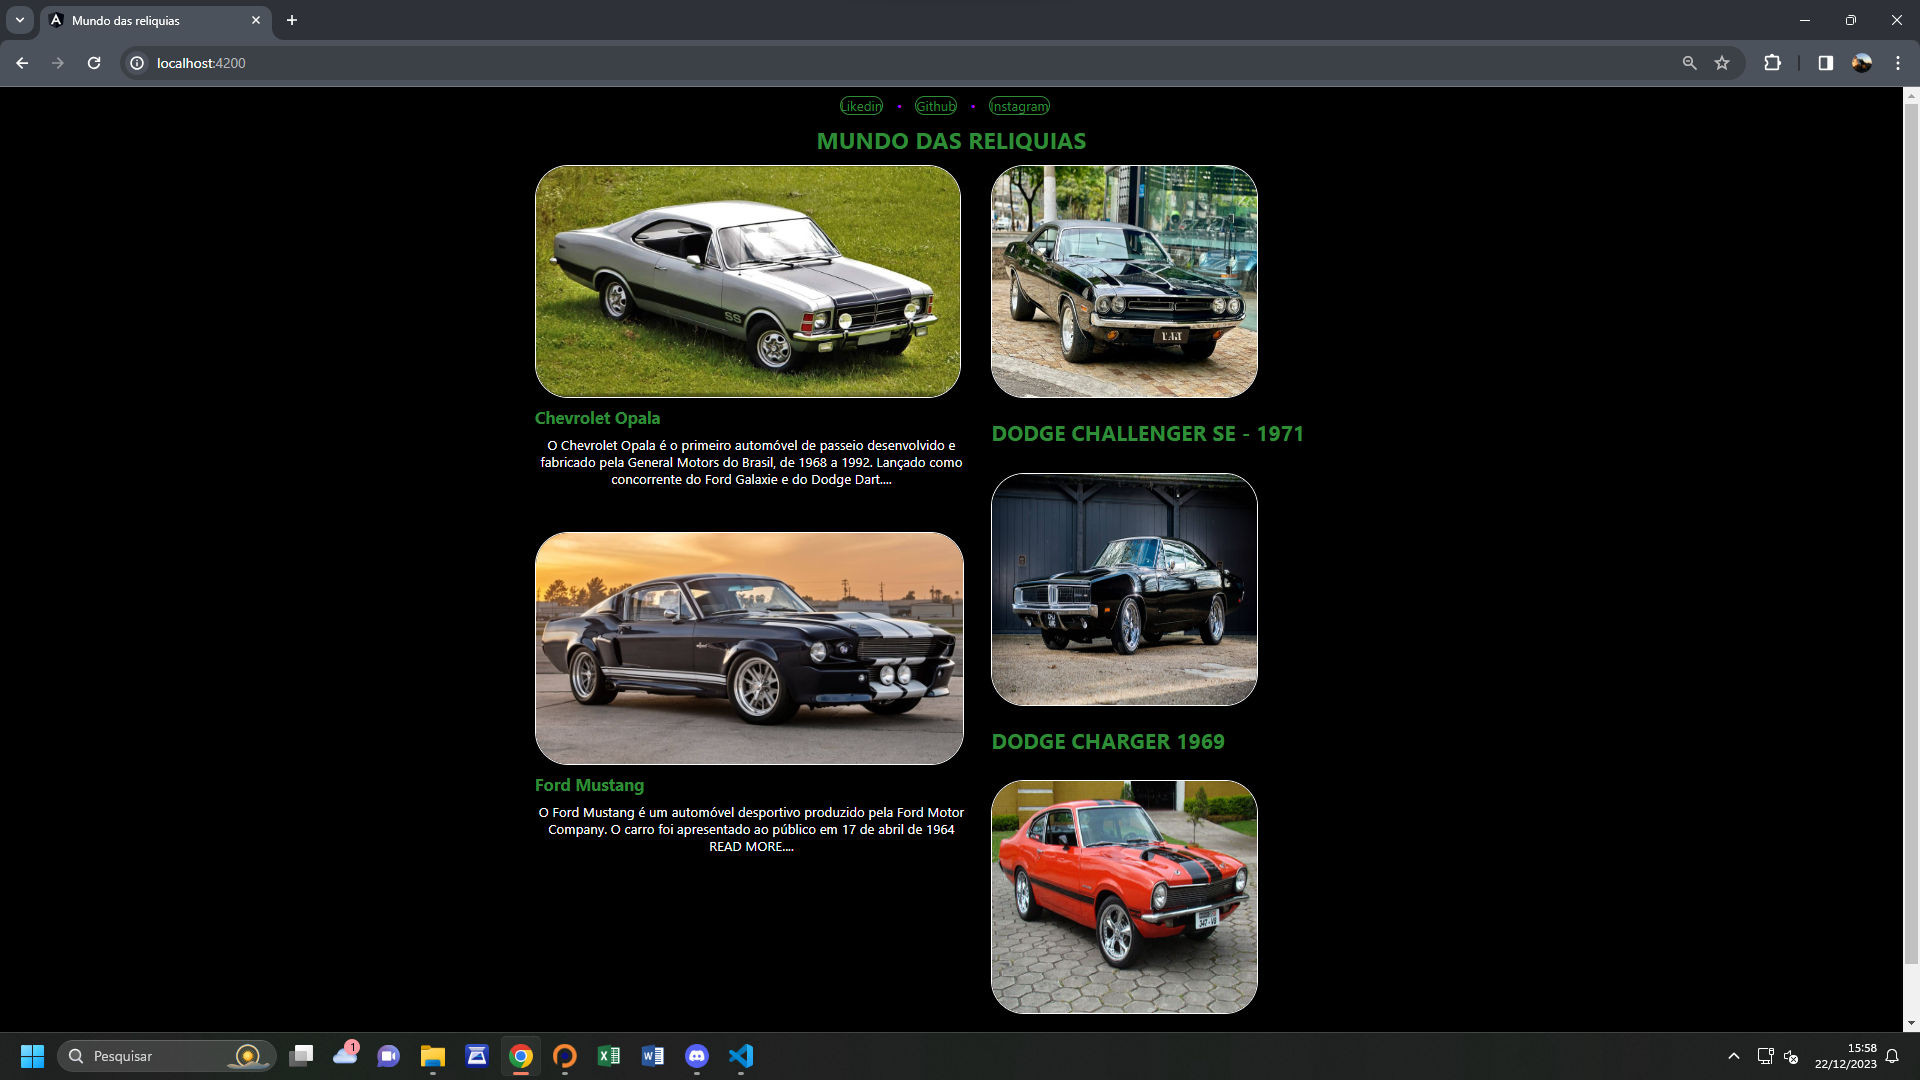 Mundo das reliquias
localhost:4200
Likedin • Github • Instagram
MUNDO DAS RELIQUIAS
SS
Chevrolet Opala
O Chevrolet Opala é o primeiro automóvel de passeio desenvolvido e
fabricado pela General Motors do Brasil, de 1968 a 1992. Lançado como
concorrente do Ford Galaxie e do Dodge Dart....
Ford Mustang
O Ford Mustang é um automóvel desportivo produzido pela Ford Motor
Company. O carro foi apresentado ao público em 17 de abril de 1964
READ MORE....
DODGE CHALLENGER SE - 1971
DODGE CHARGER 1969
Pesquisar
1
15:58
22/12/2023